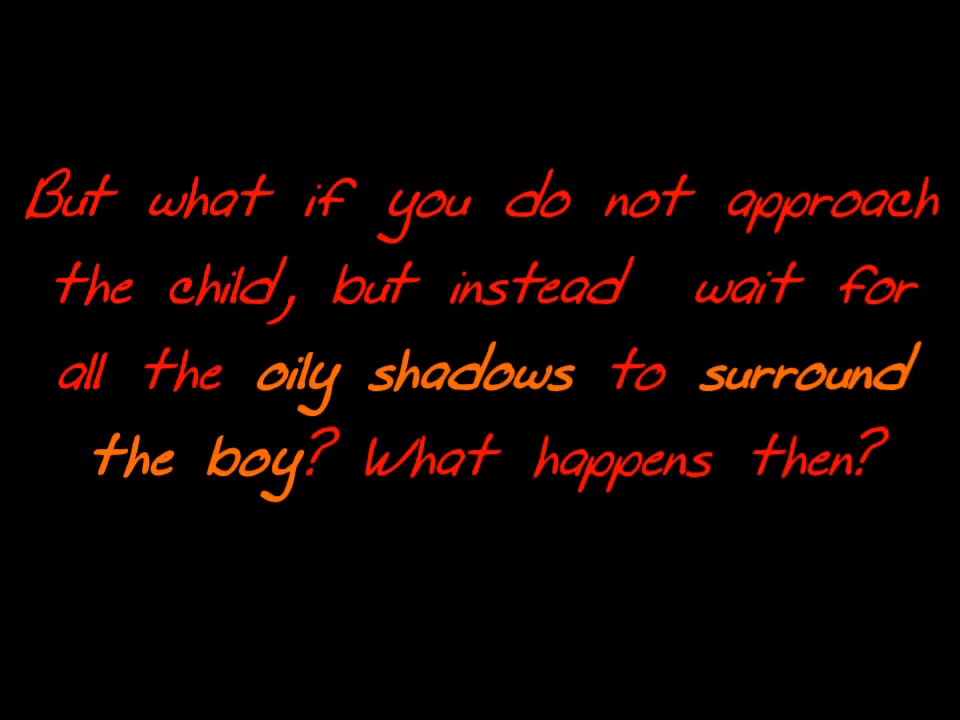 But what if you do not approach
the child, but instead wait for
all the oily shadows to surround
the boy? What happens then?